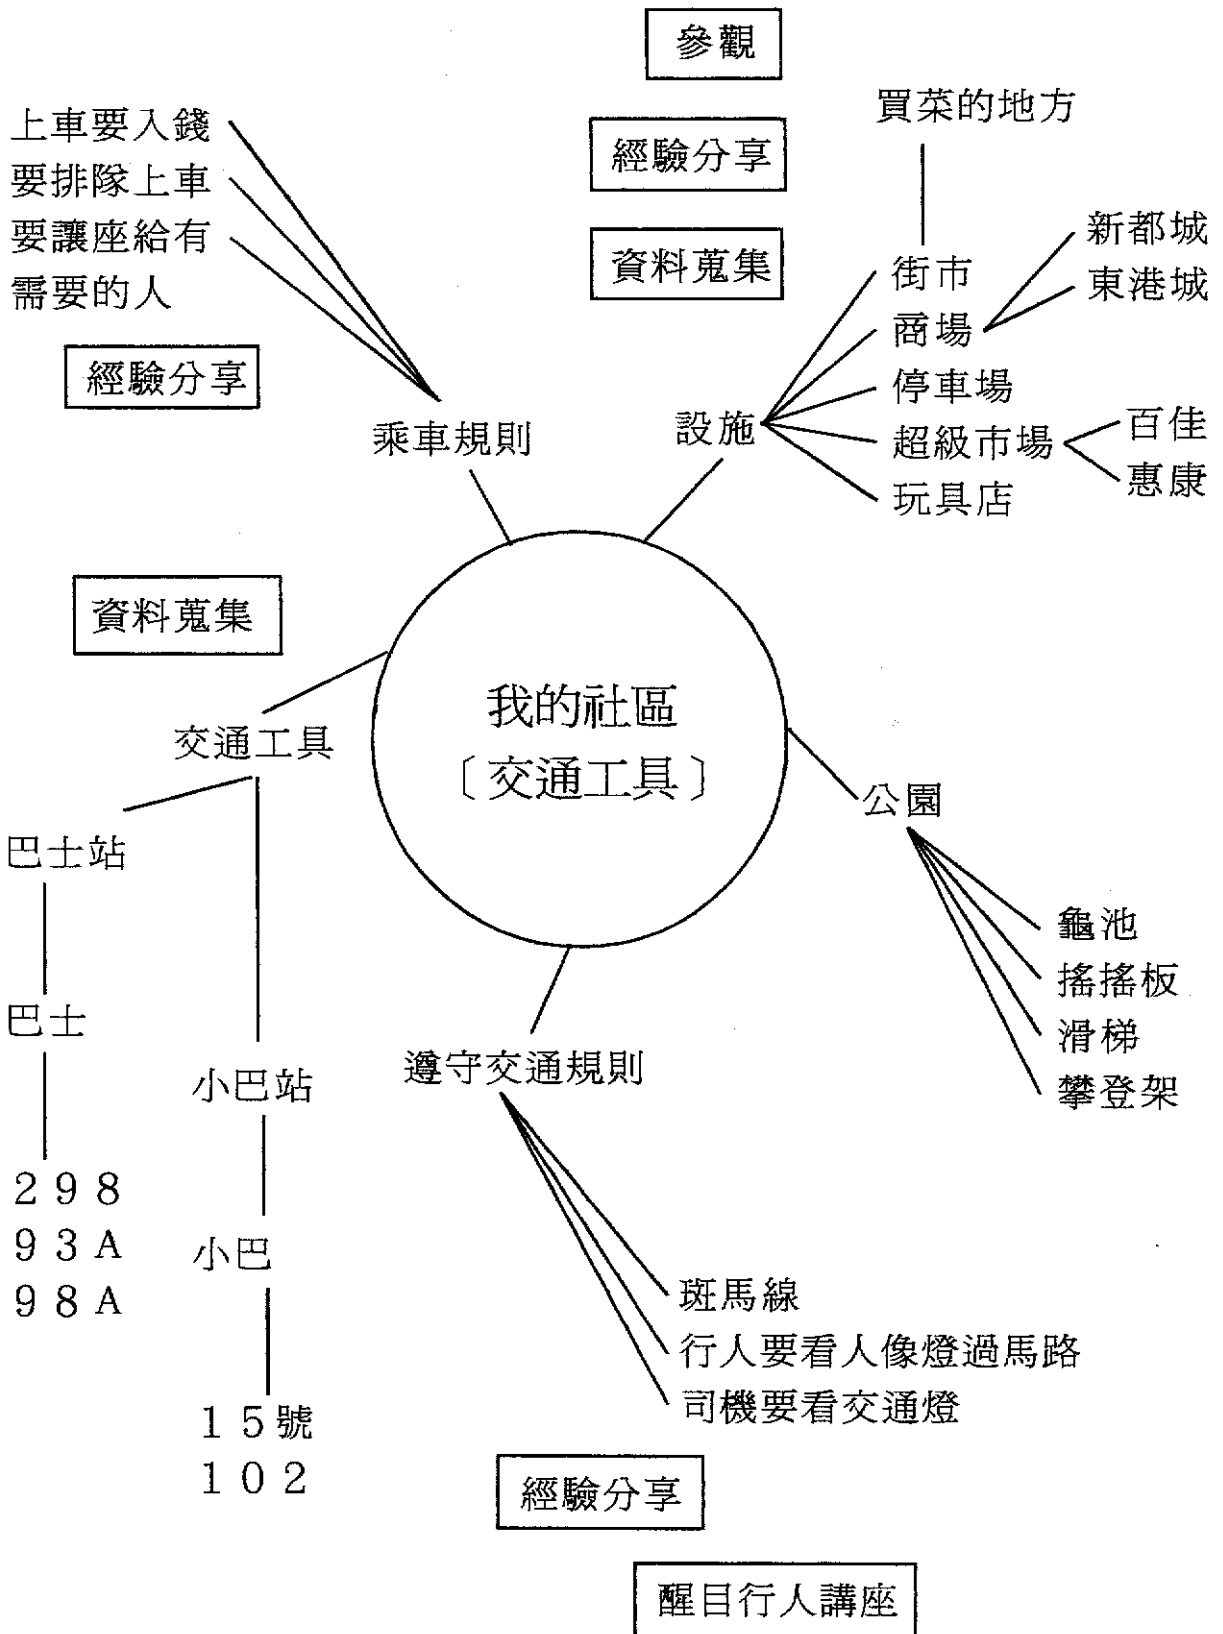 參觀
經驗分享
資料蒐集
買菜的地方
新都城
東港城
街市
商場
停車場
超級市場
百佳
惠康
玩具店
設施
上車要入錢
要排隊上車
要讓座給有
需要的人
經驗分享
乘車規則
資料蒐集
我的社區
〔交通工具〕
交通工具
巴士站
巴士
298
93A
98A
小巴站
小巴
15號
102
公園
龜池
搖搖板
滑梯
攀登架
遵守交通規則
斑馬線
行人要看人像燈過馬路
司機要看交通燈
經驗分享
醒目行人講座